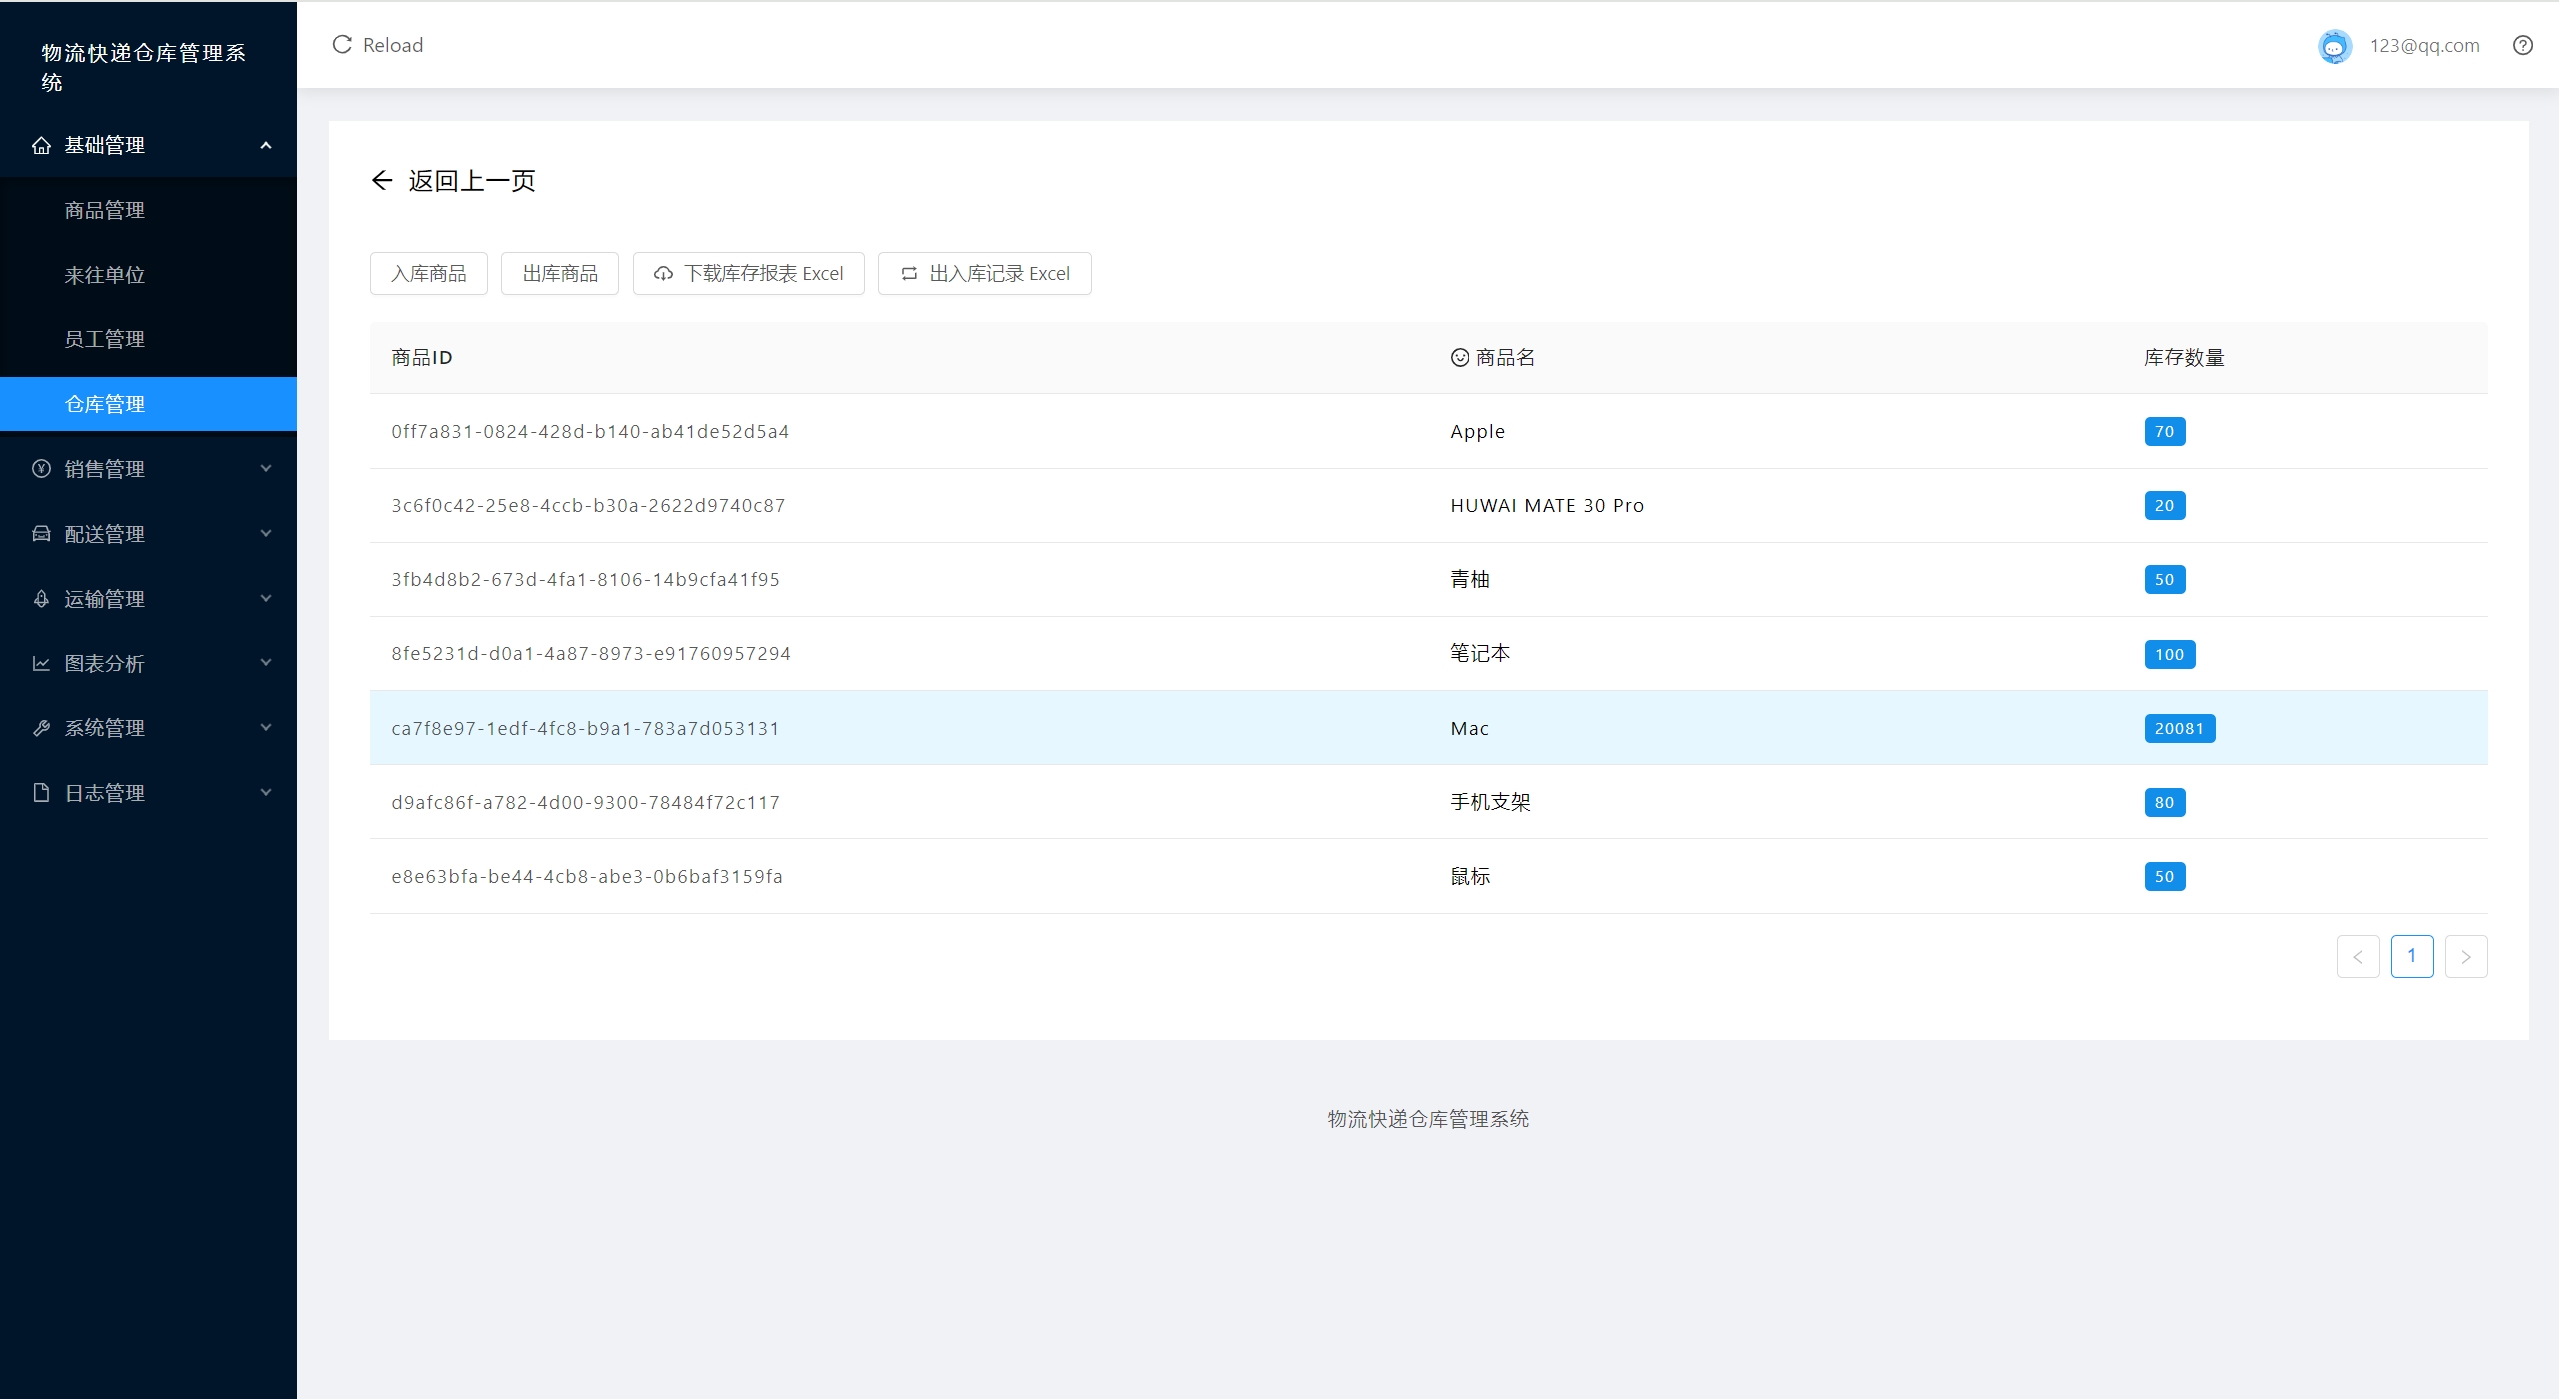 物流快递仓库管理系
统
基础管理
商品管理
来往单位
员工管理
仓库管理
销售管理
配送管理
运输管理
图表分析
系统管理
日志管理
Reload
123@qq.com
返回上一页
入库商品 出库商品 下载库存报表 Excel 出入库记录 Excel
商品ID 商品名 库存数量
0ff7a831-0824-428d-b140-ab41de52d5a4 Apple 70
3c6f0c42-25e8-4ccb-b30a-2622d9740c87 HUWAI MATE 30 Pro 20
3fb4d8b2-673d-4fa1-8106-14b9cfa41f95 青柚 50
8fe5231d-d0a1-4a87-8973-e91760957294 笔记本 100
ca7f8e97-1edf-4fc8-b9a1-783a7d053131 Mac 20081
d9afc86f-a782-4d00-9300-78484f72c117 手机支架 80
e8e63bfa-be44-4cb8-abe3-0b6baf3159fa 鼠标 50
1
物流快递仓库管理系统